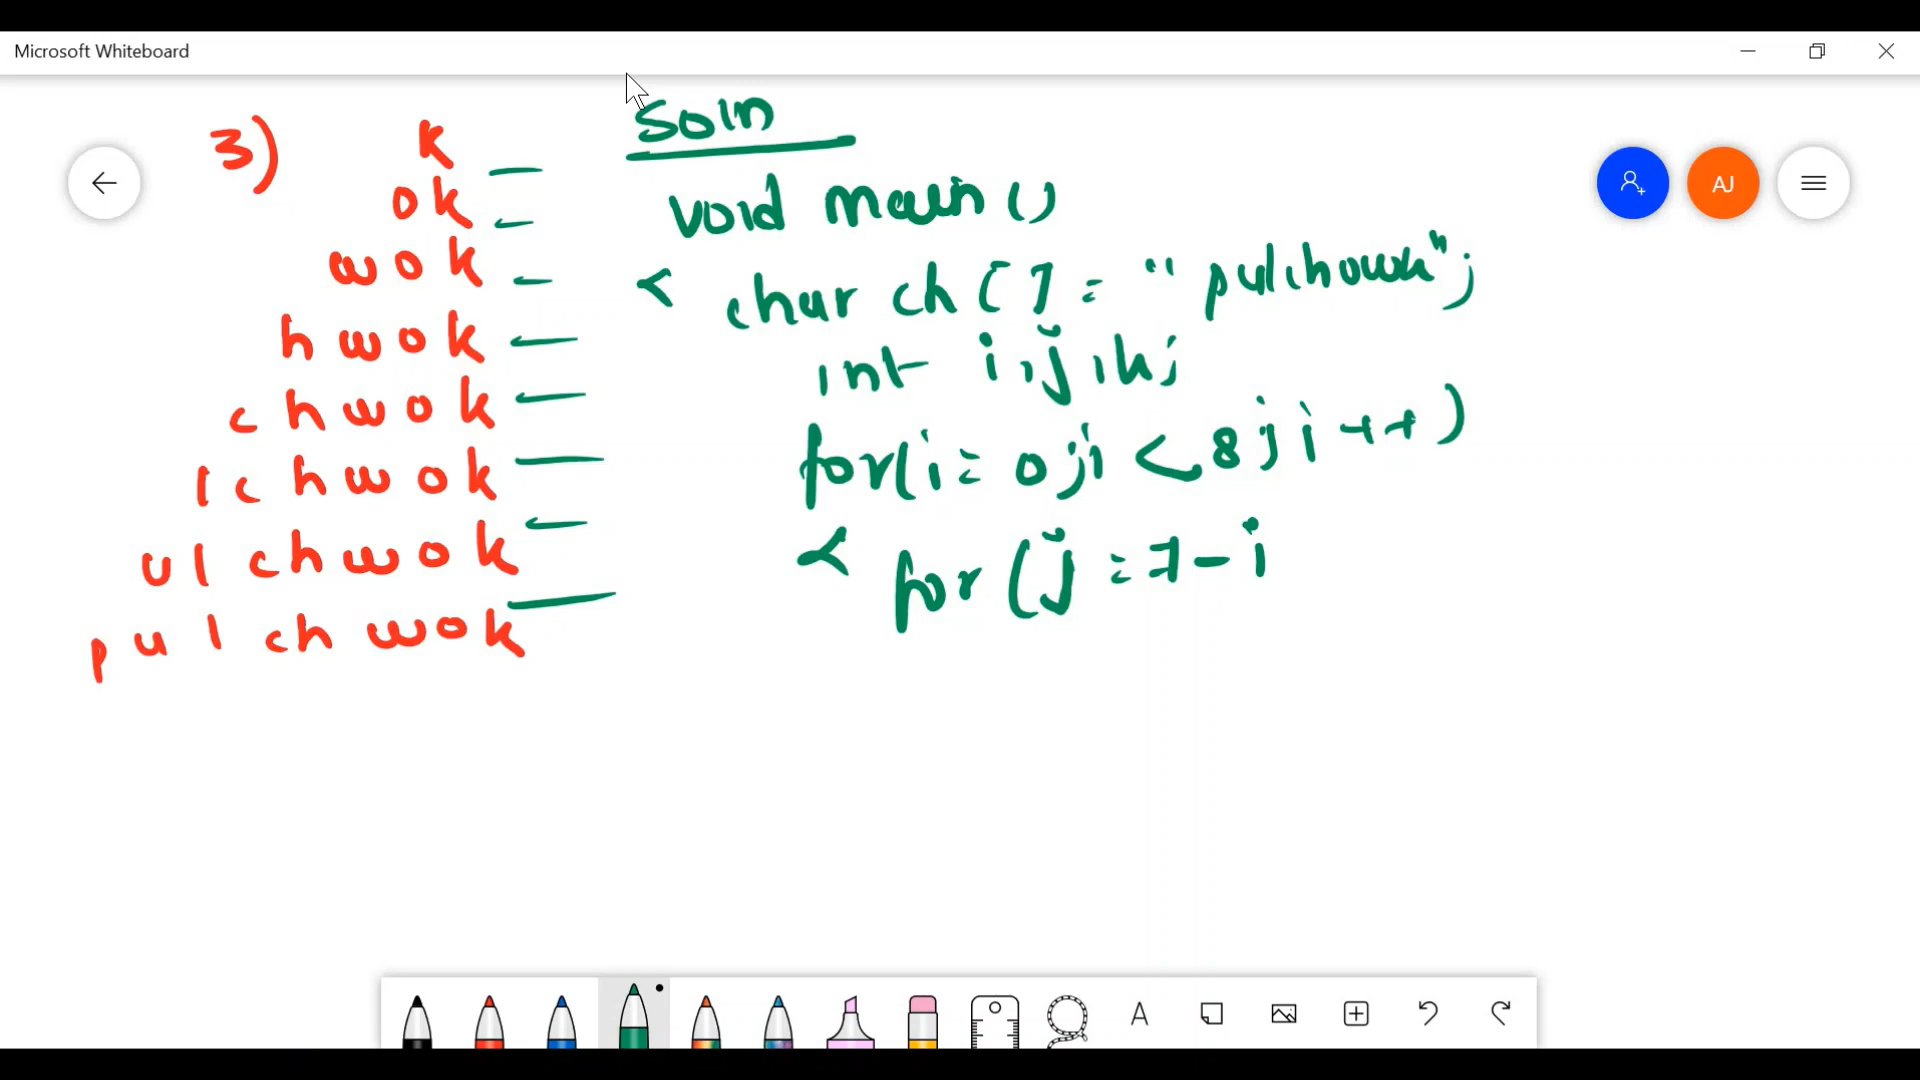 Microsoft Whiteboard
3)
k
ok
wok
hwok
chwok
lchwok
ulchwok
pulchwok
Soln
void main ()
{ char ch [ ] = "pulchowk";
int i,j,k;
for(i=0;i<8;i++)
{ for(j=7-i
AJ
A